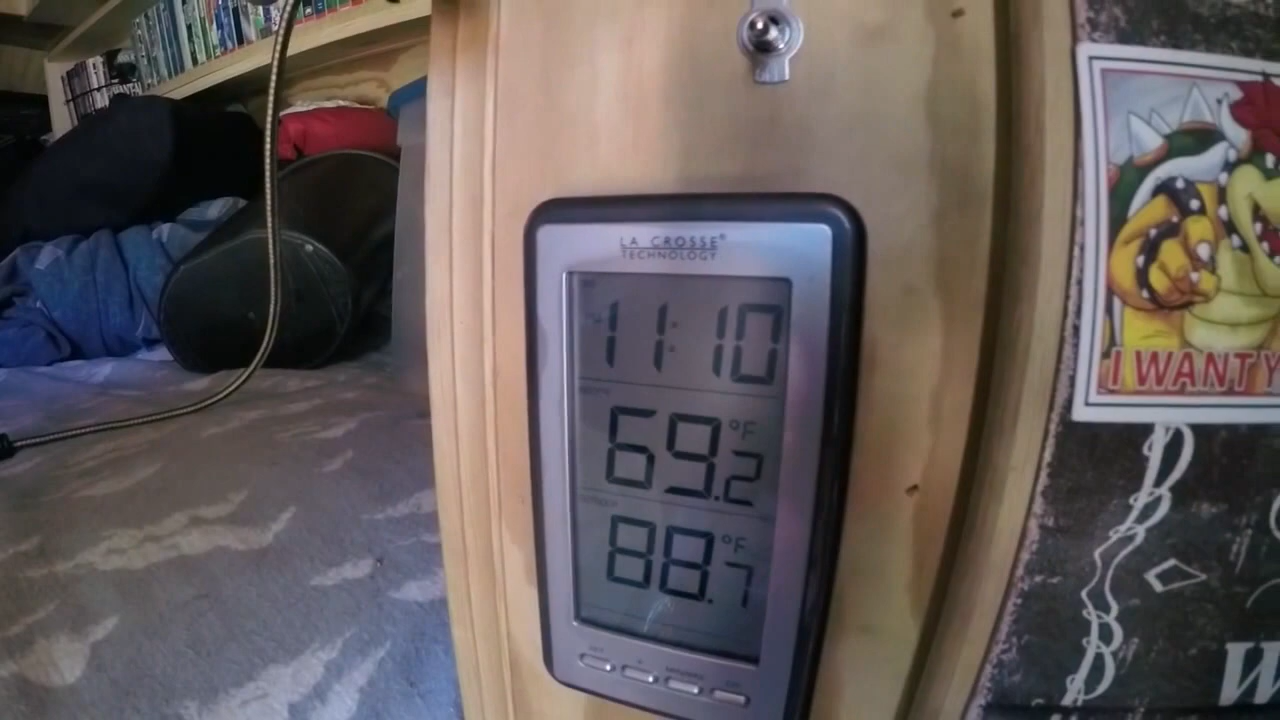 LA CROSSE®
TECHNOLOGY
11:10
69.2 °F
88.7 °F
I WANT Y
W